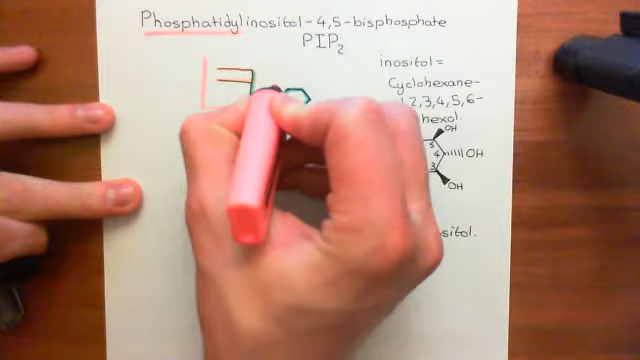 Phosphatidylinositol-4,5-bisphosphate
PIP2
inositol =
Cyclohexane-
1,2,3,4,5,6-
hexol.
OH
5
4
OH
3
OH